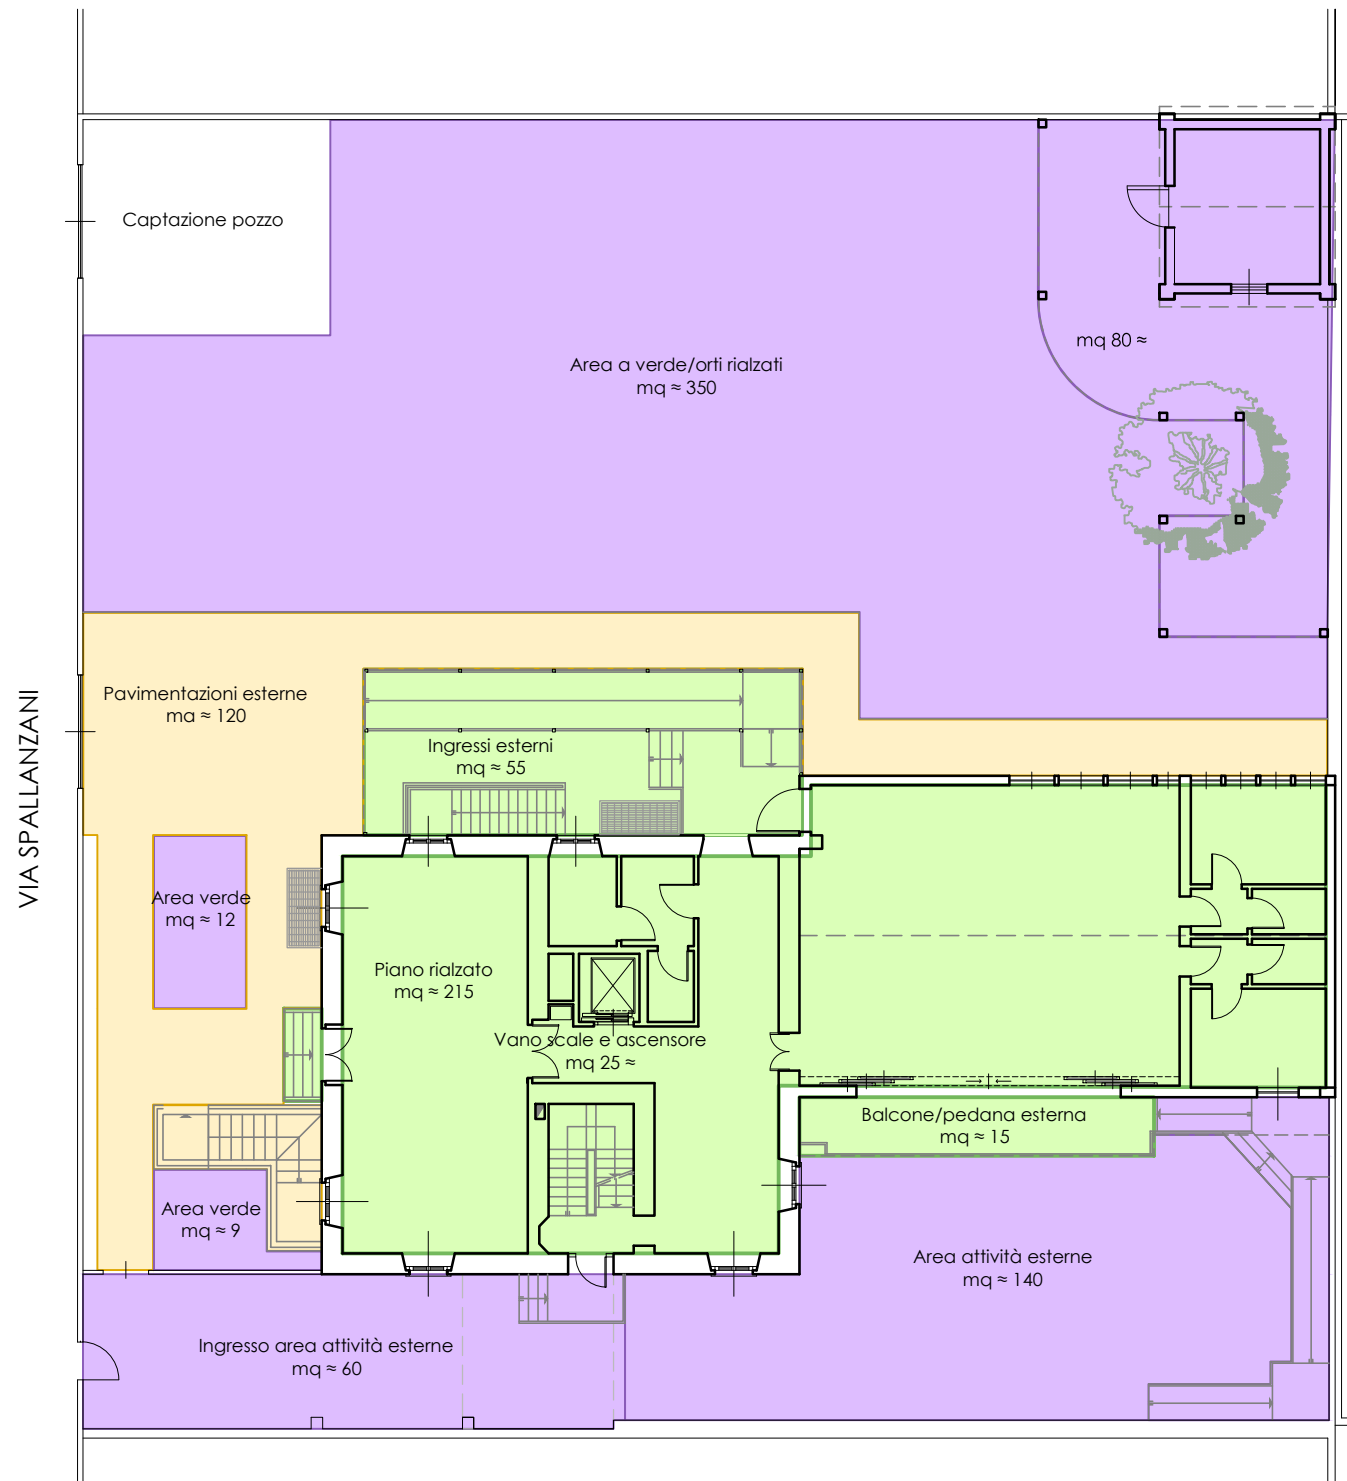 Captazione pozzo
Area a verde/orti rialzati
mq ≈ 350
mq 80 ≈
VIA SPALLANZANI
Pavimentazioni esterne
ma ≈ 120
Ingressi esterni
mq ≈ 55
Area verde
mq ≈ 12
Piano rialzato
mq ≈ 215
Vano scale e ascensore
mq 25 ≈
Balcone/pedana esterna
mq ≈ 15
Area verde
mq ≈ 9
Area attività esterne
mq ≈ 140
Ingresso area attività esterne
mq ≈ 60